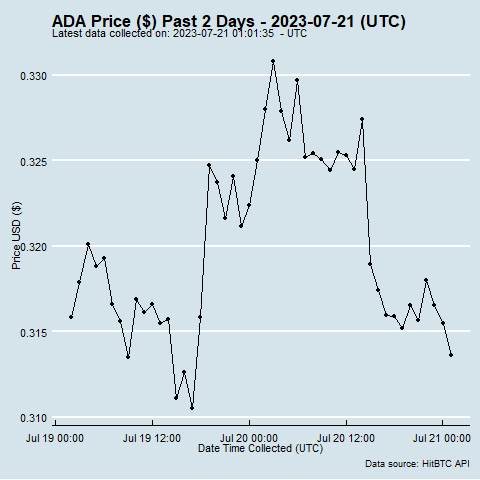 ADA Price ($) Past 2 Days - 2023-07-21 (UTC)
Latest data collected on: 2023-07-21 01:01:35 - UTC
0.330
0.325
0.320
0.315
0.310
Price USD ($)
Jul 19 00:00 Jul 19 12:00 Jul 20 00:00 Jul 20 12:00 Jul 21 00:00
Date Time Collected (UTC)
Data source: HitBTC API